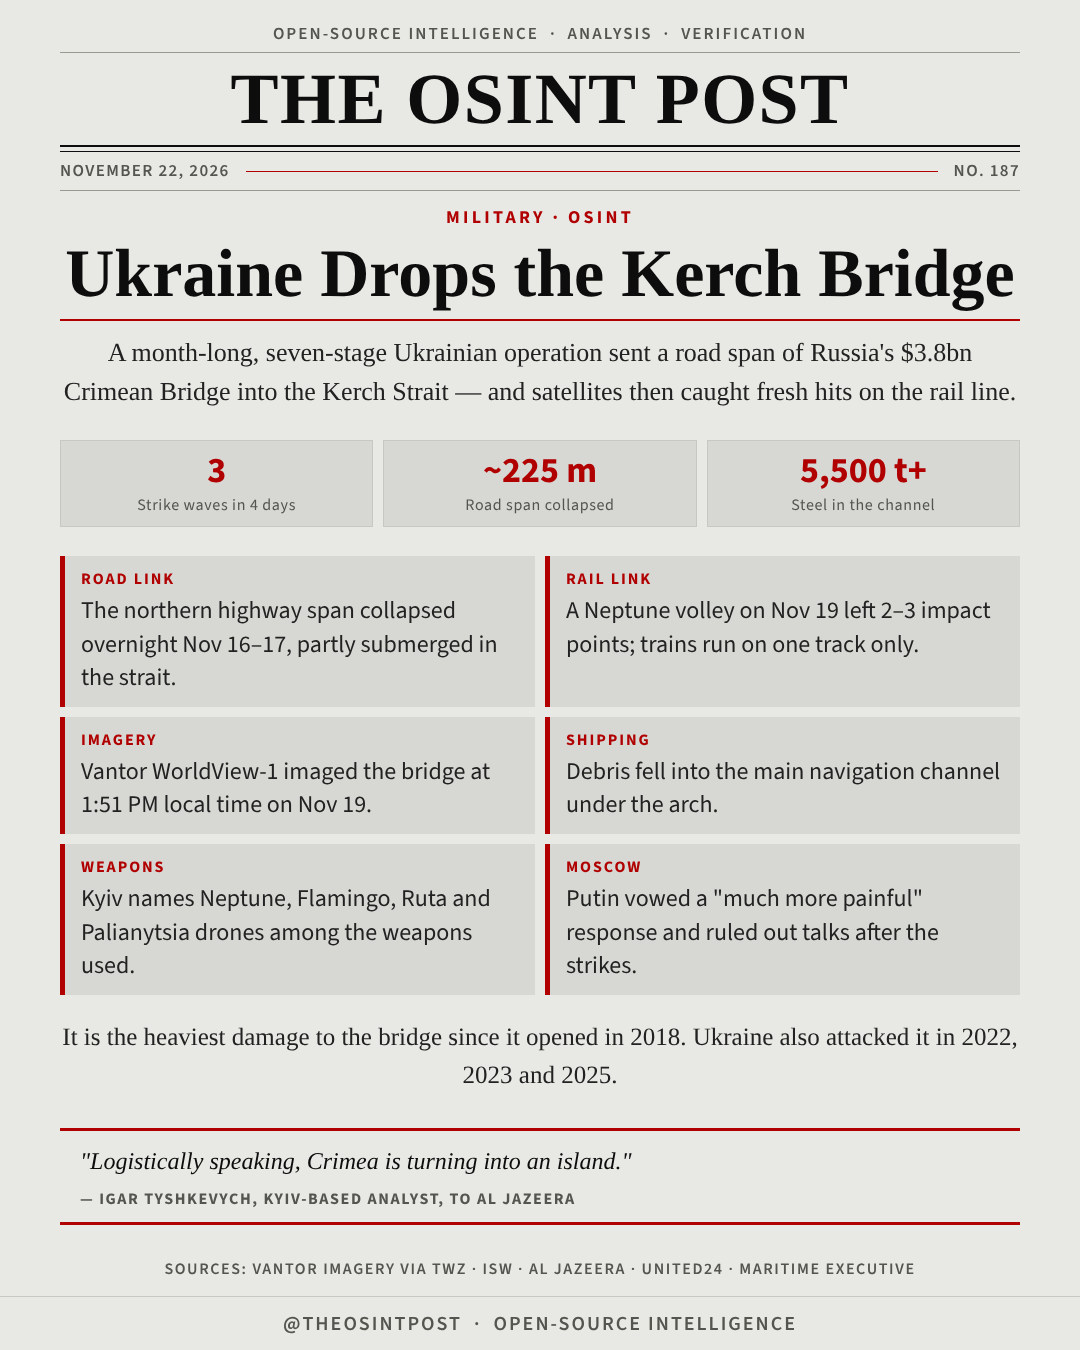 OPEN-SOURCE INTELLIGENCE · ANALYSIS · VERIFICATION
THE OSINT POST
NOVEMBER 22, 2026
NO. 187
MILITARY · OSINT
Ukraine Drops the Kerch Bridge
A month-long, seven-stage Ukrainian operation sent a road span of Russia's $3.8bn
Crimean Bridge into the Kerch Strait — and satellites then caught fresh hits on the rail line.
3
Strike waves in 4 days
~225 m
Road span collapsed
5,500 t+
Steel in the channel
ROAD LINK
The northern highway span collapsed
overnight Nov 16–17, partly submerged in
the strait.
RAIL LINK
A Neptune volley on Nov 19 left 2–3 impact
points; trains run on one track only.
IMAGERY
Vantor WorldView-1 imaged the bridge at
1:51 PM local time on Nov 19.
SHIPPING
Debris fell into the main navigation channel
under the arch.
WEAPONS
Kyiv names Neptune, Flamingo, Ruta and
Palianytsia drones among the weapons
used.
MOSCOW
Putin vowed a "much more painful"
response and ruled out talks after the
strikes.
It is the heaviest damage to the bridge since it opened in 2018. Ukraine also attacked it in 2022,
2023 and 2025.
"Logistically speaking, Crimea is turning into an island."
— IGAR TYSHKEVYCH, KYIV-BASED ANALYST, TO AL JAZEERA
SOURCES: VANTOR IMAGERY VIA TWZ · ISW · AL JAZEERA · UNITED24 · MARITIME EXECUTIVE
@THEOSINTPOST · OPEN-SOURCE INTELLIGENCE